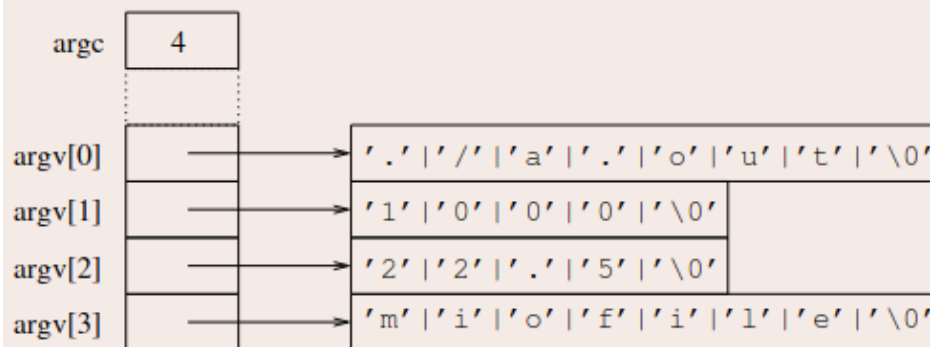 argc 4
argv[0] '.'|'/'|'a'|'.'|'o'|'u'|'t'|'\0'
argv[1] '1'|'0'|'0'|'0'|'\0'
argv[2] '2'|'2'|'.'|'5'|'\0'
argv[3] 'm'|'i'|'o'|'f'|'i'|'l'|'e'|'\0'